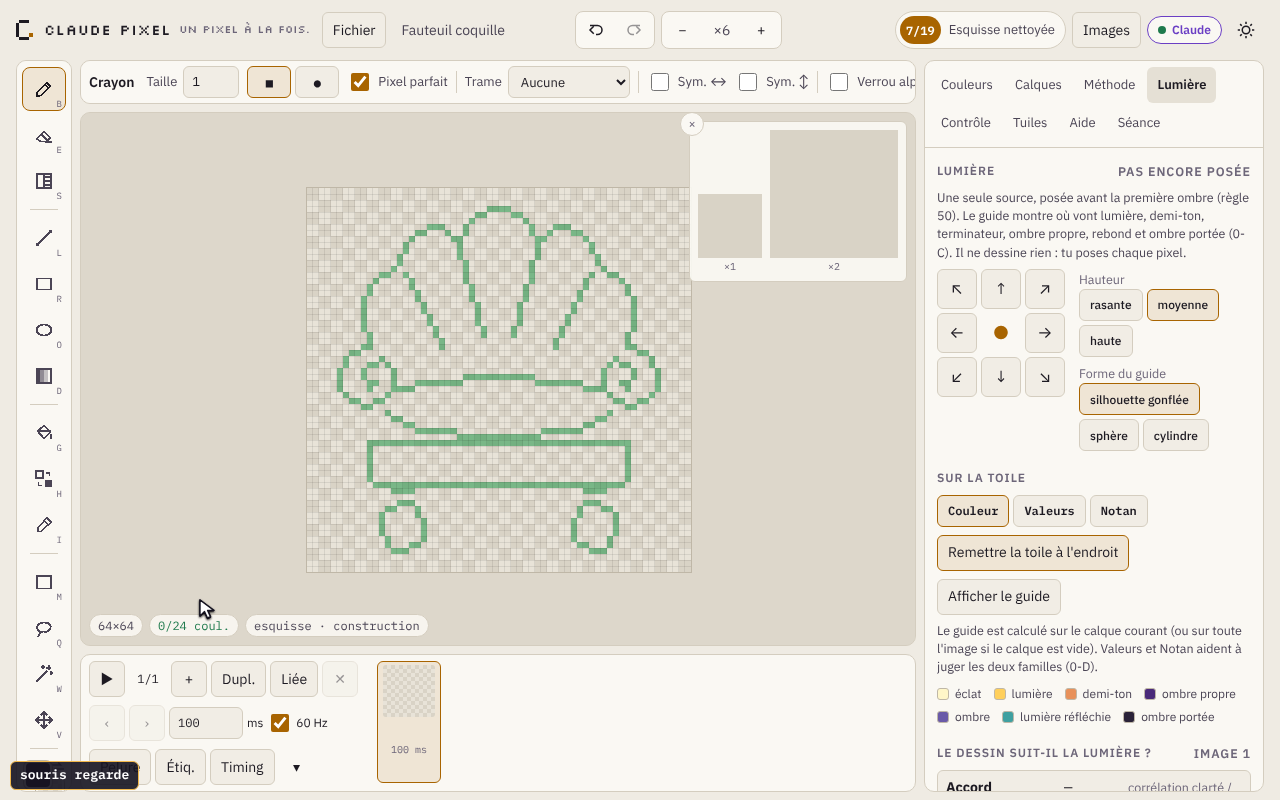 CLAUDE PIXEL UN PIXEL À LA FOIS. Fichier Fauteuil coquille − ×6 + 7/19 Esquisse nettoyée Images Claude
Crayon Taille 1 Pixel parfait Trame Aucune Sym. ↔ Sym. ↕ Verrou alp
B
E
S
L
R
O
D
G
H
I
M
Q
W
V
×
×1 ×2
64×64 0/24 coul. esquisse · construction
1/1 + Dupl. Liée ×
‹ › 100 ms 60 Hz
Étiq. Timing ▼
100 ms
souris regarde
Couleurs Calques Méthode Lumière
Contrôle Tuiles Aide Séance
LUMIÈRE PAS ENCORE POSÉE
Une seule source, posée avant la première ombre (règle
50). Le guide montre où vont lumière, demi-ton,
terminateur, ombre propre, rebond et ombre portée (0-
C). Il ne dessine rien : tu poses chaque pixel.
↖ ↑ ↗
← →
↙ ↓ ↘
Hauteur
rasante moyenne
haute
Forme du guide
silhouette gonflée
sphère cylindre
SUR LA TOILE
Couleur Valeurs Notan
Remettre la toile à l'endroit
Afficher le guide
Le guide est calculé sur le calque courant (ou sur toute
l'image si le calque est vide). Valeurs et Notan aident à
juger les deux familles (0-D).
éclat lumière demi-ton ombre propre
ombre lumière réfléchie ombre portée
LE DESSIN SUIT-IL LA LUMIÈRE ? IMAGE 1
Accord — corrélation clarté /